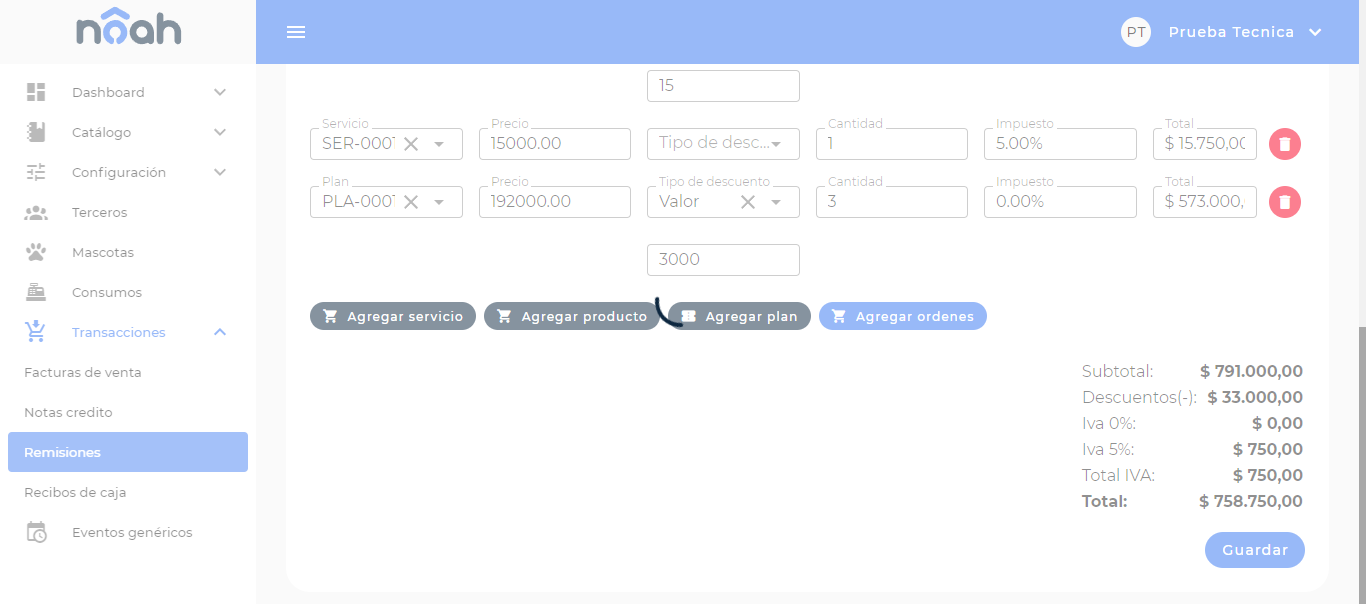 nôah
PT Prueba Tecnica
Dashboard
Catálogo
Configuración
Terceros
Mascotas
Consumos
Transacciones
Facturas de venta
Notas credito
Remisiones
Recibos de caja
Eventos genéricos
15
Servicio Precio Cantidad Impuesto Total
SER-0001 15000.00 Tipo de desc... 1 5.00% $ 15.750,00
Plan Precio Tipo de descuento Cantidad Impuesto Total
PLA-0001 192000.00 Valor 3 0.00% $ 573.000,
3000
Agregar servicio Agregar producto Agregar plan Agregar ordenes
Subtotal: $ 791.000,00
Descuentos(-): $ 33.000,00
Iva 0%: $ 0,00
Iva 5%: $ 750,00
Total IVA: $ 750,00
Total: $ 758.750,00
Guardar